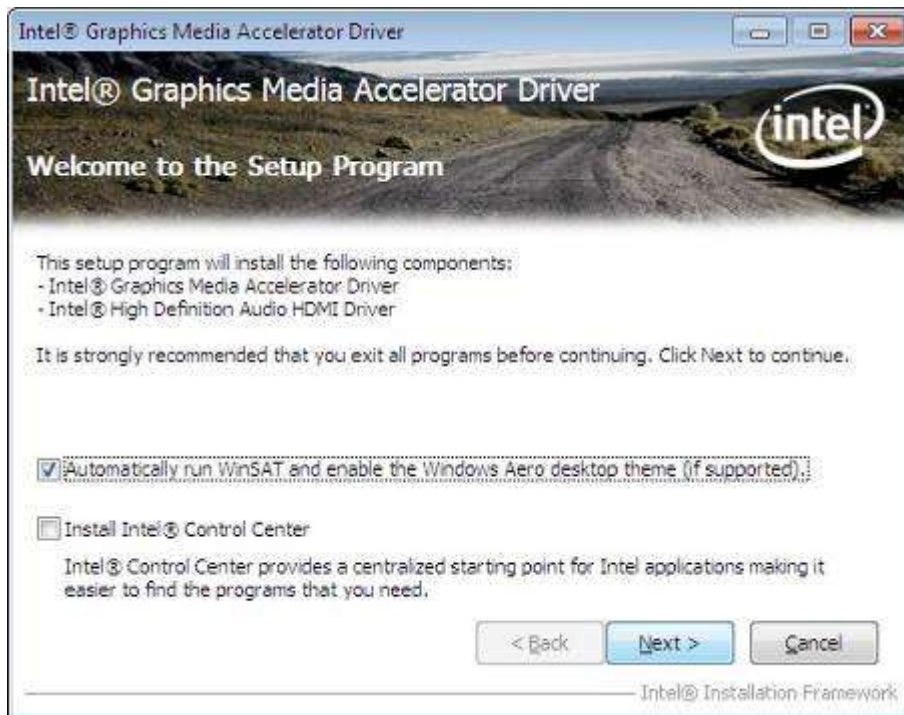 Intel® Graphics Media Accelerator Driver
Intel® Graphics Media Accelerator Driver
intel
Welcome to the Setup Program
This setup program will install the following components:
- Intel® Graphics Media Accelerator Driver
- Intel® High Definition Audio HDMI Driver
It is strongly recommended that you exit all programs before continuing. Click Next to continue.
Automatically run WinSAT and enable the Windows Aero desktop theme (if supported).
Install Intel® Control Center
Intel® Control Center provides a centralized starting point for Intel applications making it
easier to find the programs that you need.
< Back Next > Cancel
Intel® Installation Framework